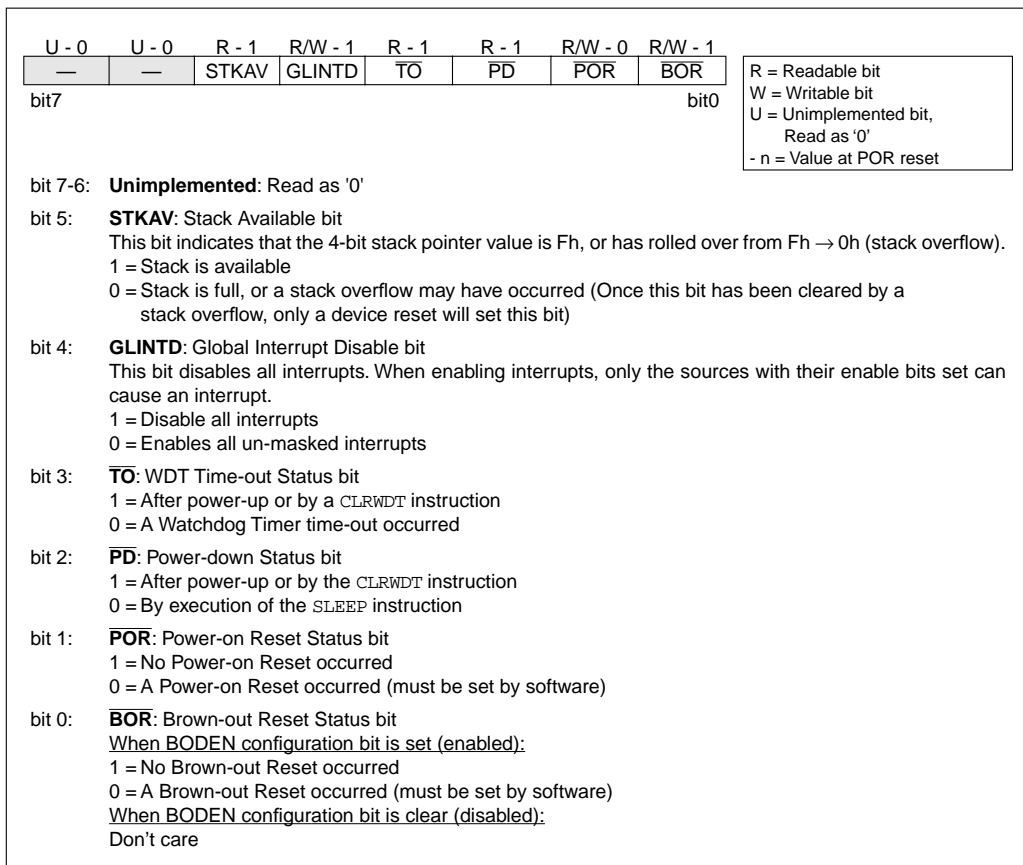 U - 0 U - 0 R - 1 R/W - 1 R - 1 R - 1 R/W - 0 R/W - 1
— — STKAV GLINTD T̅O̅ P̅D̅ P̅O̅R̅ B̅O̅R̅
bit7 bit0
R = Readable bit
W = Writable bit
U = Unimplemented bit,
Read as ‘0’
- n = Value at POR reset
bit 7-6: Unimplemented: Read as '0'
bit 5: STKAV: Stack Available bit
This bit indicates that the 4-bit stack pointer value is Fh, or has rolled over from Fh → 0h (stack overflow).
1 = Stack is available
0 = Stack is full, or a stack overflow may have occurred (Once this bit has been cleared by a
stack overflow, only a device reset will set this bit)
bit 4: GLINTD: Global Interrupt Disable bit
This bit disables all interrupts. When enabling interrupts, only the sources with their enable bits set can
cause an interrupt.
1 = Disable all interrupts
0 = Enables all un-masked interrupts
bit 3: T̅O̅: WDT Time-out Status bit
1 = After power-up or by a CLRWDT instruction
0 = A Watchdog Timer time-out occurred
bit 2: P̅D̅: Power-down Status bit
1 = After power-up or by the CLRWDT instruction
0 = By execution of the SLEEP instruction
bit 1: P̅O̅R̅: Power-on Reset Status bit
1 = No Power-on Reset occurred
0 = A Power-on Reset occurred (must be set by software)
bit 0: B̅O̅R̅: Brown-out Reset Status bit
When BODEN configuration bit is set (enabled):
1 = No Brown-out Reset occurred
0 = A Brown-out Reset occurred (must be set by software)
When BODEN configuration bit is clear (disabled):
Don't care